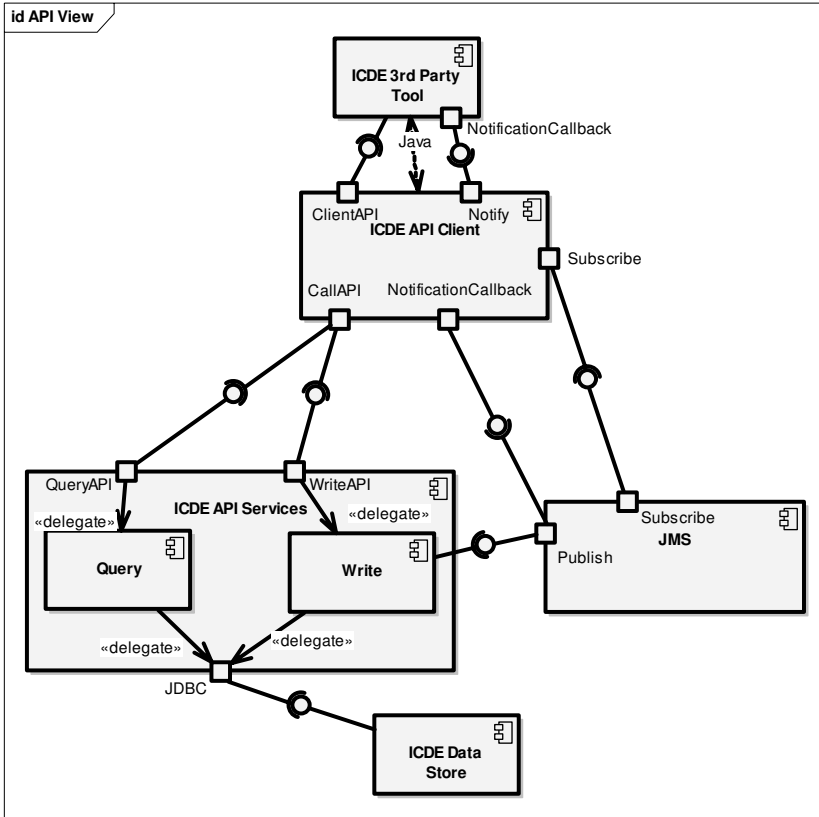 id API View
ICDE 3rd Party
Tool
NotificationCallback
Java
ClientAPI
Notify
ICDE API Client
Subscribe
CallAPI
NotificationCallback
QueryAPI
WriteAPI
ICDE API Services
«delegate»
«delegate»
Subscribe
JMS
Publish
Query
Write
«delegate»
«delegate»
JDBC
ICDE Data
Store